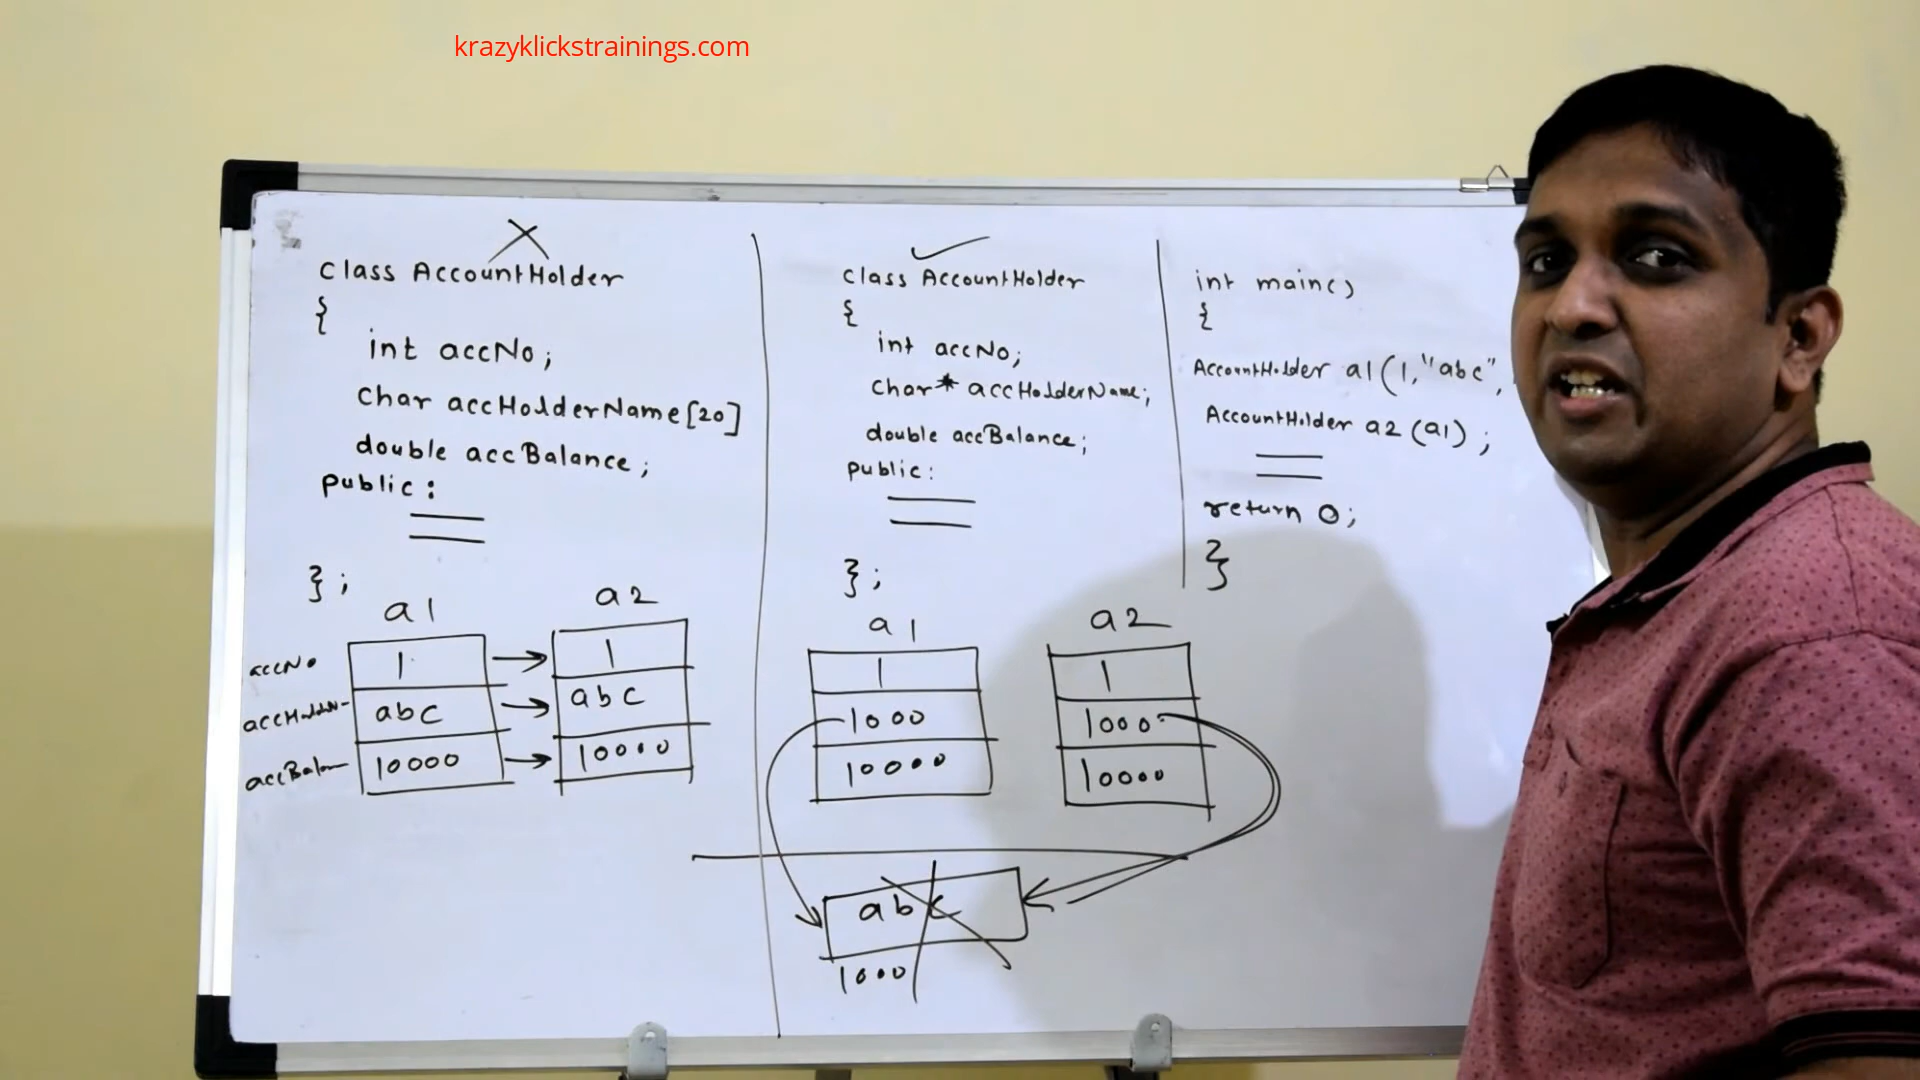 krazyklickstrainings.com
class AccountHolder
{
int accNo;
char accHolderName[20]
double accBalance;
public:
};
a1 a2
accNo 1 1
abc abc
10000 10000
class AccountHolder
{
int accNo;
char* accHolderName;
double accBalance;
public:
};
a1 a2
1 1
1000 1000
10000 10000
abc
1000
int main()
{
AccountHolder a1(1,"abc",
AccountHolder a2(a1);
return 0;
}